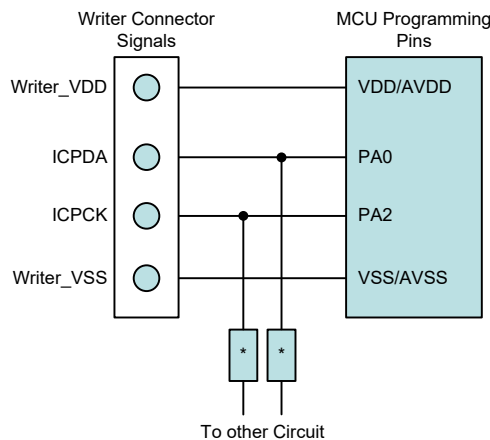 Writer Connector
Signals
MCU Programming
Pins
Writer_VDD
VDD/AVDD
ICPDA
PA0
ICPCK
PA2
Writer_VSS
VSS/AVSS
*
*
To other Circuit